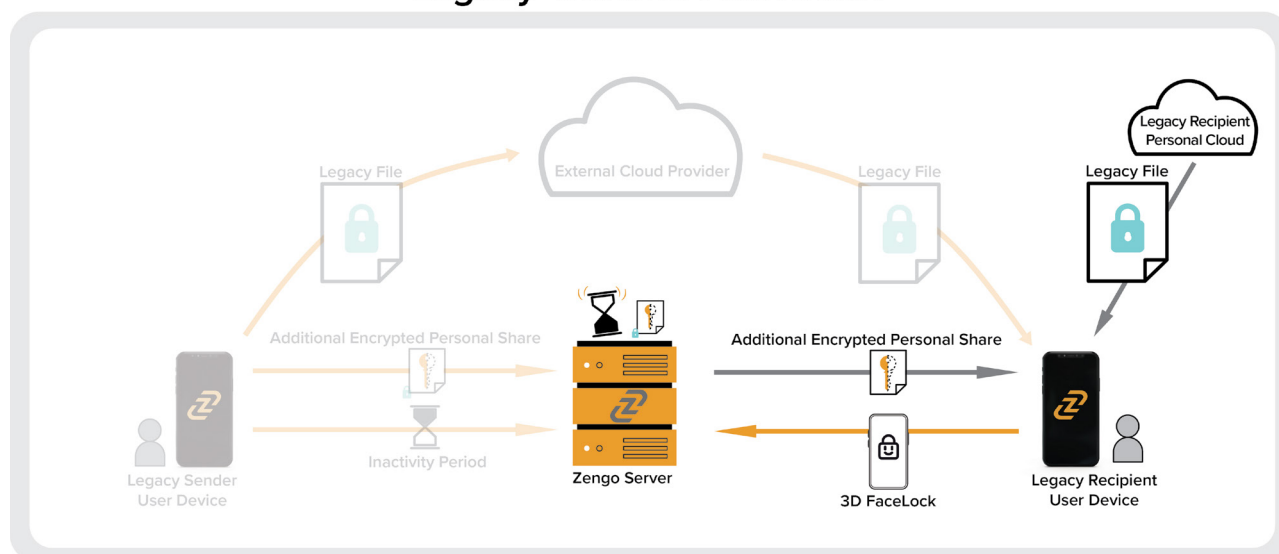 Legacy Recipient
Personal Cloud
Legacy File
External Cloud Provider
Legacy File
Legacy File
Additional Encrypted Personal Share
Additional Encrypted Personal Share
Inactivity Period
Legacy Sender
User Device
Zengo Server
3D FaceLock
Legacy Recipient
User Device